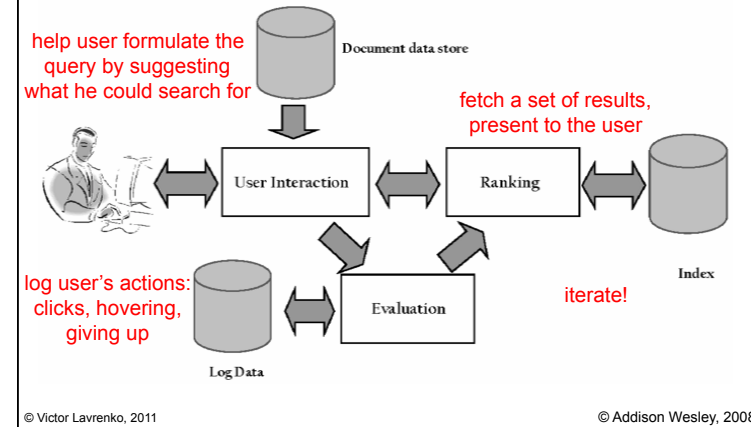 help user formulate the
query by suggesting
what he could search for
Document data store
fetch a set of results,
present to the user
User Interaction
Ranking
Index
log user's actions:
clicks, hovering,
giving up
Evaluation
iterate!
Log Data
© Victor Lavrenko, 2011
© Addison Wesley, 2008